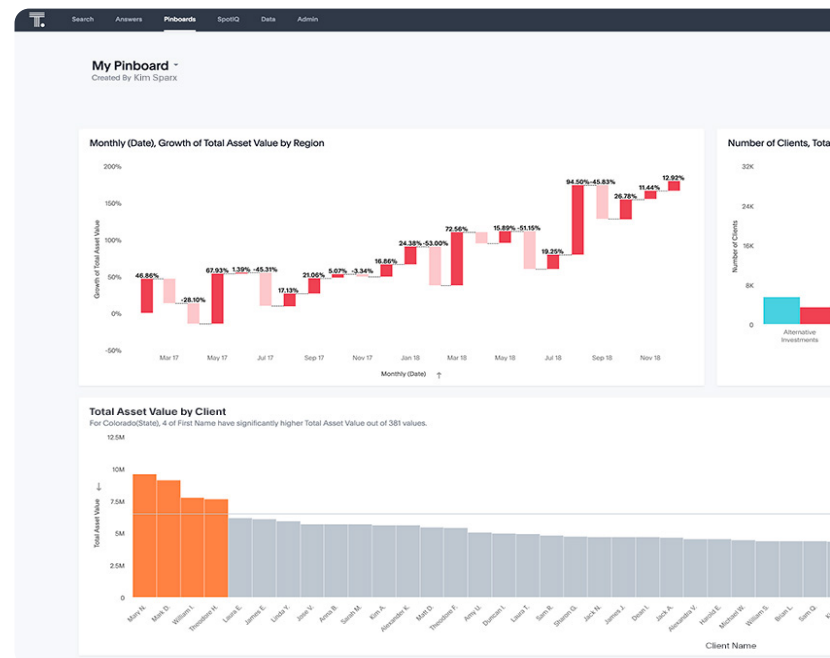 Search Answers Pinboards SpotIQ Data Admin
My Pinboard
Created By Kim Sparx
Monthly (Date), Growth of Total Asset Value by Region
200%
150%
100%
50%
0%
-50%
Growth of Total Asset Value
46.86% -28.10% 67.93% 1.39% -45.31% 17.13% 21.06% 5.07% -3.34% 16.86% 24.38% -53.00% 72.56% 15.89% -51.15% 19.25% 94.50% -45.83% 26.78% 11.44% 12.92%
Mar 17 May 17 Jul 17 Sep 17 Nov 17 Jan 18 Mar 18 May 18 Jul 18 Sep 18 Nov 18
Monthly (Date)
Number of Clients, Tota
32K
24K
16K
8K
0
Number of Clients
Alternative
Investments
Total Asset Value by Client
For Colorado(State), 4 of First Name have significantly higher Total Asset Value out of 381 values.
12.5M
10M
7.5M
5M
2.5M
0
Total Asset Value
Mary N. Mark D. William I. Theodore H. Laura E. James E. Linda Y. Jose V. Anna B. Sarah M. Kim A. Alexander K. Matt D. Theodore F. Amy U. Duncan I. Laura T. Sam R. Sharon G. Jack N. James J. Dean I. Jack A. Alexandra V. Harold E. Michael W. William S. Brian L. Sam Q.
Client Name